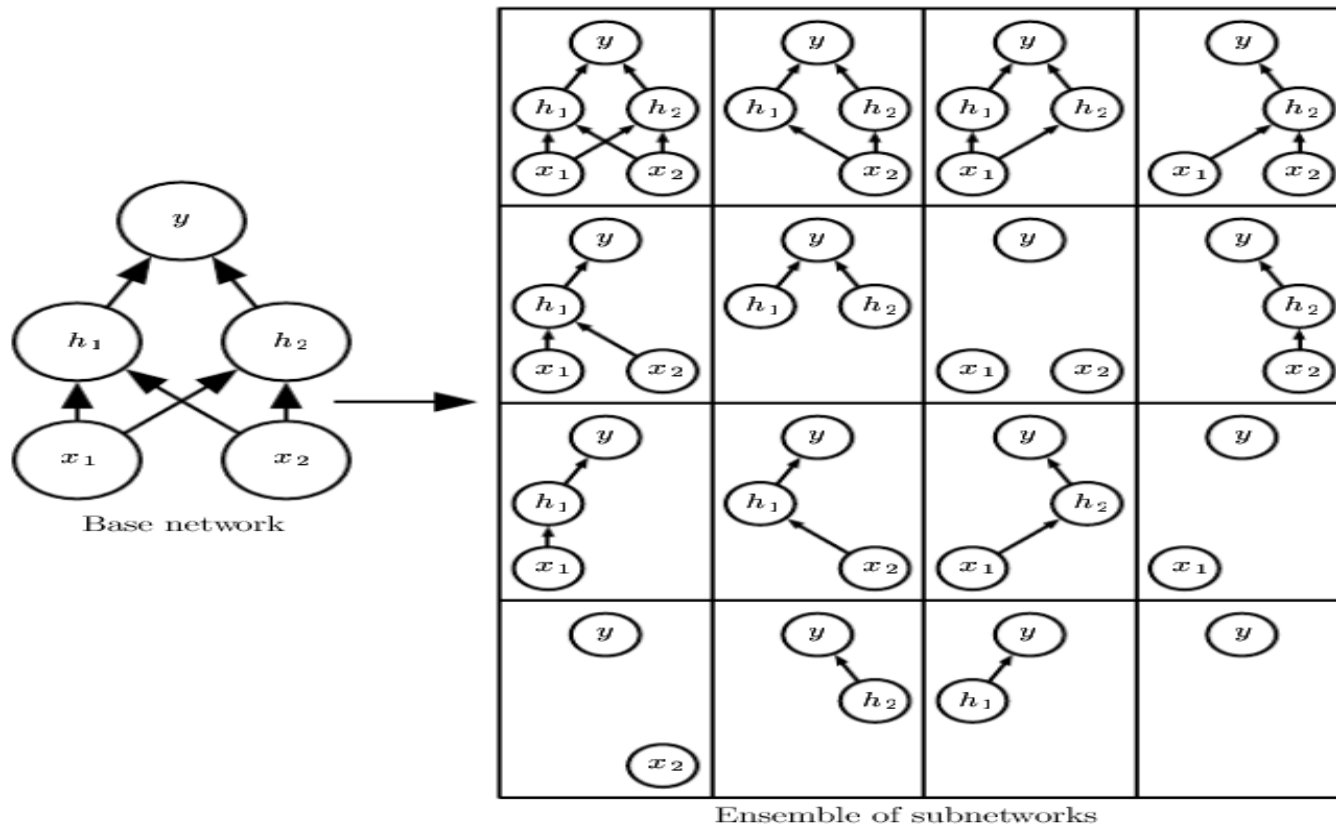 y
h₁ h₂
x₁ x₂
Base network
y y y y
h₁ h₂ h₁ h₂ h₁ h₂ h₂
x₁ x₂ x₂ x₁ x₁ x₂
y y y y
h₁ h₁ h₂ h₂
x₁ x₂ x₁ x₂ x₂
y y y y
h₁ h₁ h₂
x₁ x₂ x₁ x₁
y y y y
h₂ h₁
x₂
Ensemble of subnetworks